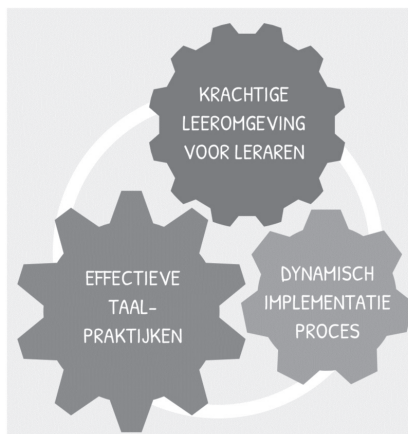 KRACHTIGE
LEEROMGEVING
VOOR LERAREN
EFFECTIEVE
TAAL-
PRAKTIJKEN
DYNAMISCH
IMPLEMENTATIE
PROCES